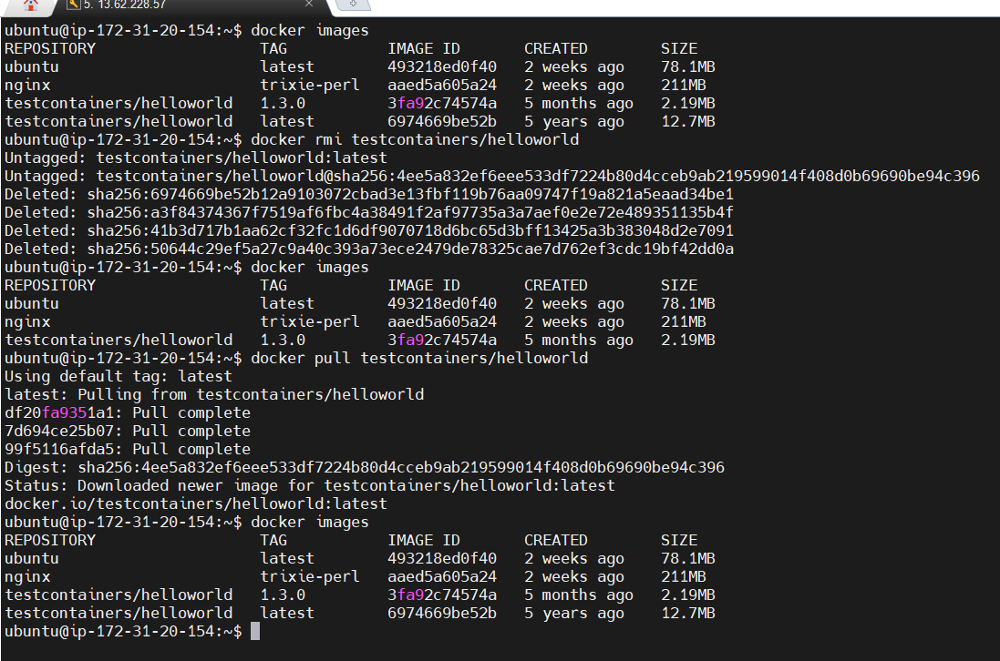 5. 13.62.228.57
ubuntu@ip-172-31-20-154:~$ docker images
REPOSITORY                  TAG           IMAGE ID       CREATED        SIZE
ubuntu                      latest        493218ed0f40   2 weeks ago    78.1MB
nginx                       trixie-perl   aaed5a605a24   2 weeks ago    211MB
testcontainers/helloworld   1.3.0         3fa92c74574a   5 months ago   2.19MB
testcontainers/helloworld   latest        6974669be52b   5 years ago    12.7MB
ubuntu@ip-172-31-20-154:~$ docker rmi testcontainers/helloworld
Untagged: testcontainers/helloworld:latest
Untagged: testcontainers/helloworld@sha256:4ee5a832ef6eee533df7224b80d4cceb9ab219599014f408d0b69690be94c396
Deleted: sha256:6974669be52b12a9103072cbad3e13fbf119b76aa09747f19a821a5eaad34be1
Deleted: sha256:a3f84374367f7519af6fbc4a38491f2af97735a3a7aef0e2e72e489351135b4f
Deleted: sha256:41b3d717b1aa62cf32fc1d6df9070718d6bc65d3bff13425a3b383048d2e7091
Deleted: sha256:50644c29ef5a27c9a40c393a73ece2479de78325cae7d762ef3cdc19bf42dd0a
ubuntu@ip-172-31-20-154:~$ docker images
REPOSITORY                  TAG           IMAGE ID       CREATED        SIZE
ubuntu                      latest        493218ed0f40   2 weeks ago    78.1MB
nginx                       trixie-perl   aaed5a605a24   2 weeks ago    211MB
testcontainers/helloworld   1.3.0         3fa92c74574a   5 months ago   2.19MB
ubuntu@ip-172-31-20-154:~$ docker pull testcontainers/helloworld
Using default tag: latest
latest: Pulling from testcontainers/helloworld
df20fa9351a1: Pull complete
7d694ce25b07: Pull complete
99f5116afda5: Pull complete
Digest: sha256:4ee5a832ef6eee533df7224b80d4cceb9ab219599014f408d0b69690be94c396
Status: Downloaded newer image for testcontainers/helloworld:latest
docker.io/testcontainers/helloworld:latest
ubuntu@ip-172-31-20-154:~$ docker images
REPOSITORY                  TAG           IMAGE ID       CREATED        SIZE
ubuntu                      latest        493218ed0f40   2 weeks ago    78.1MB
nginx                       trixie-perl   aaed5a605a24   2 weeks ago    211MB
testcontainers/helloworld   1.3.0         3fa92c74574a   5 months ago   2.19MB
testcontainers/helloworld   latest        6974669be52b   5 years ago    12.7MB
ubuntu@ip-172-31-20-154:~$